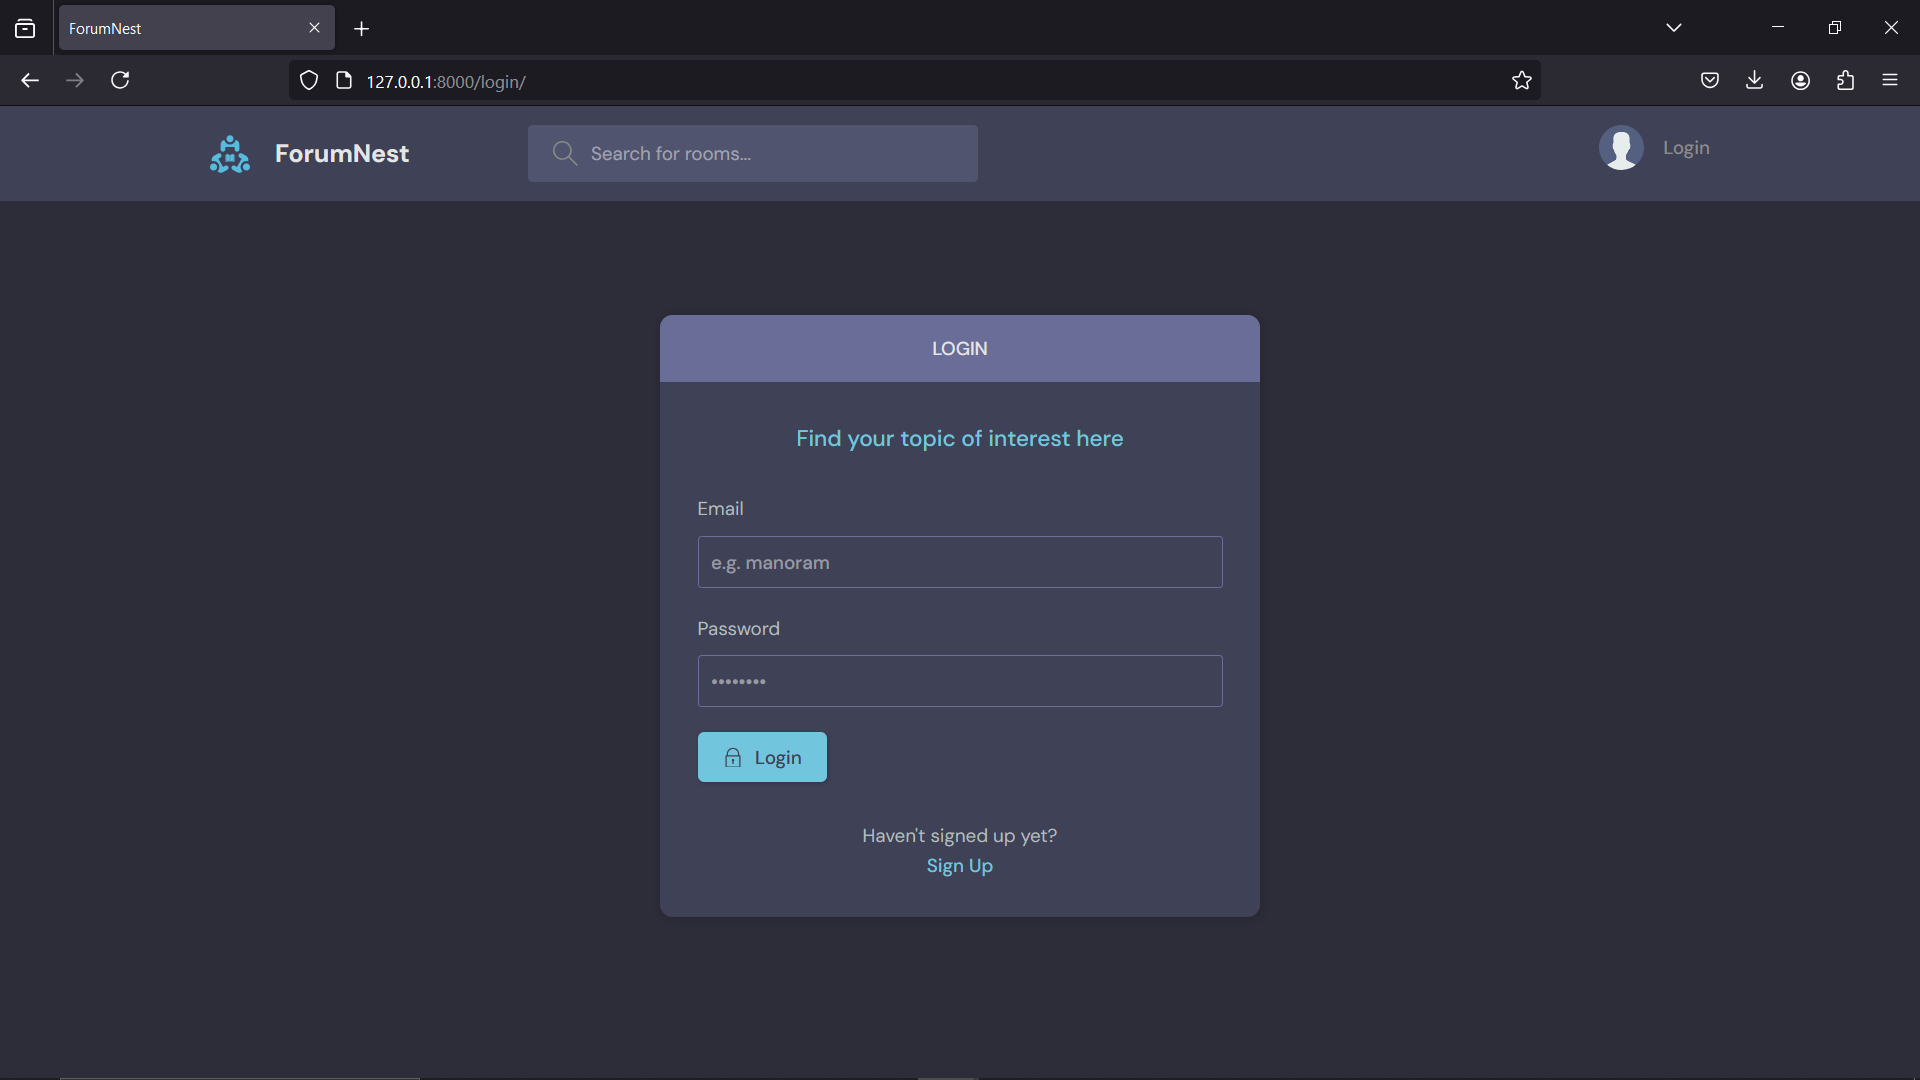 ForumNest
127.0.0.1:8000/login/
ForumNest
Search for rooms...
Login
LOGIN
Find your topic of interest here
Email
e.g. manoram
Password
••••••••
Login
Haven't signed up yet?
Sign Up